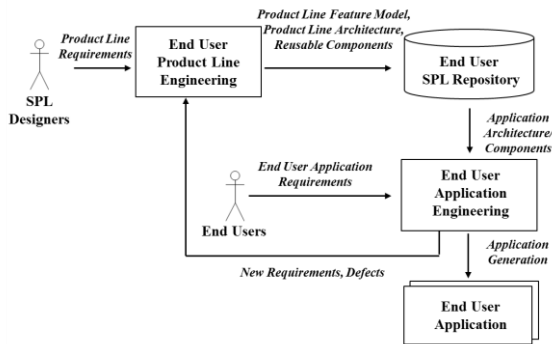 Product Line
Requirements
SPL
Designers
End User
Product Line
Engineering
Product Line Feature Model,
Product Line Architecture,
Reusable Components
End User
SPL Repository
Application
Architecture/
Components
End User Application
Requirements
End Users
End User
Application
Engineering
Application
Generation
New Requirements, Defects
End User
Application